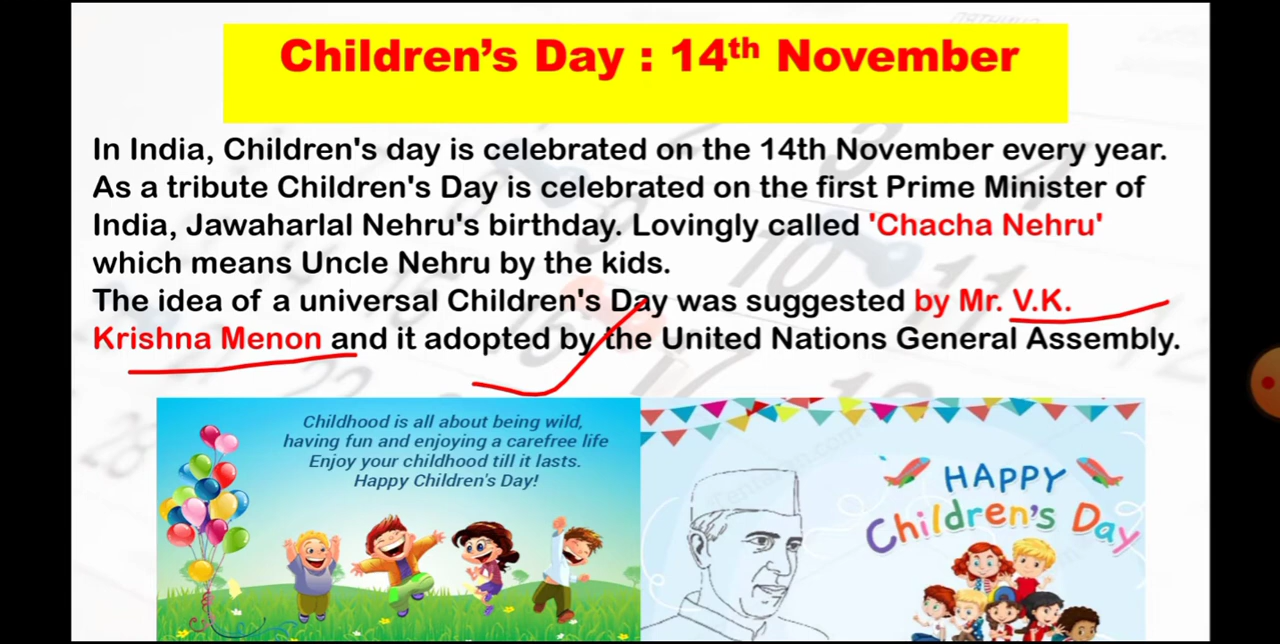 Children's Day : 14th November
In India, Children's day is celebrated on the 14th November every year.
As a tribute Children's Day is celebrated on the first Prime Minister of
India, Jawaharlal Nehru's birthday. Lovingly called 'Chacha Nehru'
which means Uncle Nehru by the kids.
The idea of a universal Children's Day was suggested by Mr. V.K.
Krishna Menon and it adopted by the United Nations General Assembly.
Childhood is all about being wild,
having fun and enjoying a carefree life
Enjoy your childhood till it lasts.
Happy Children's Day!
HAPPY
Children's Day